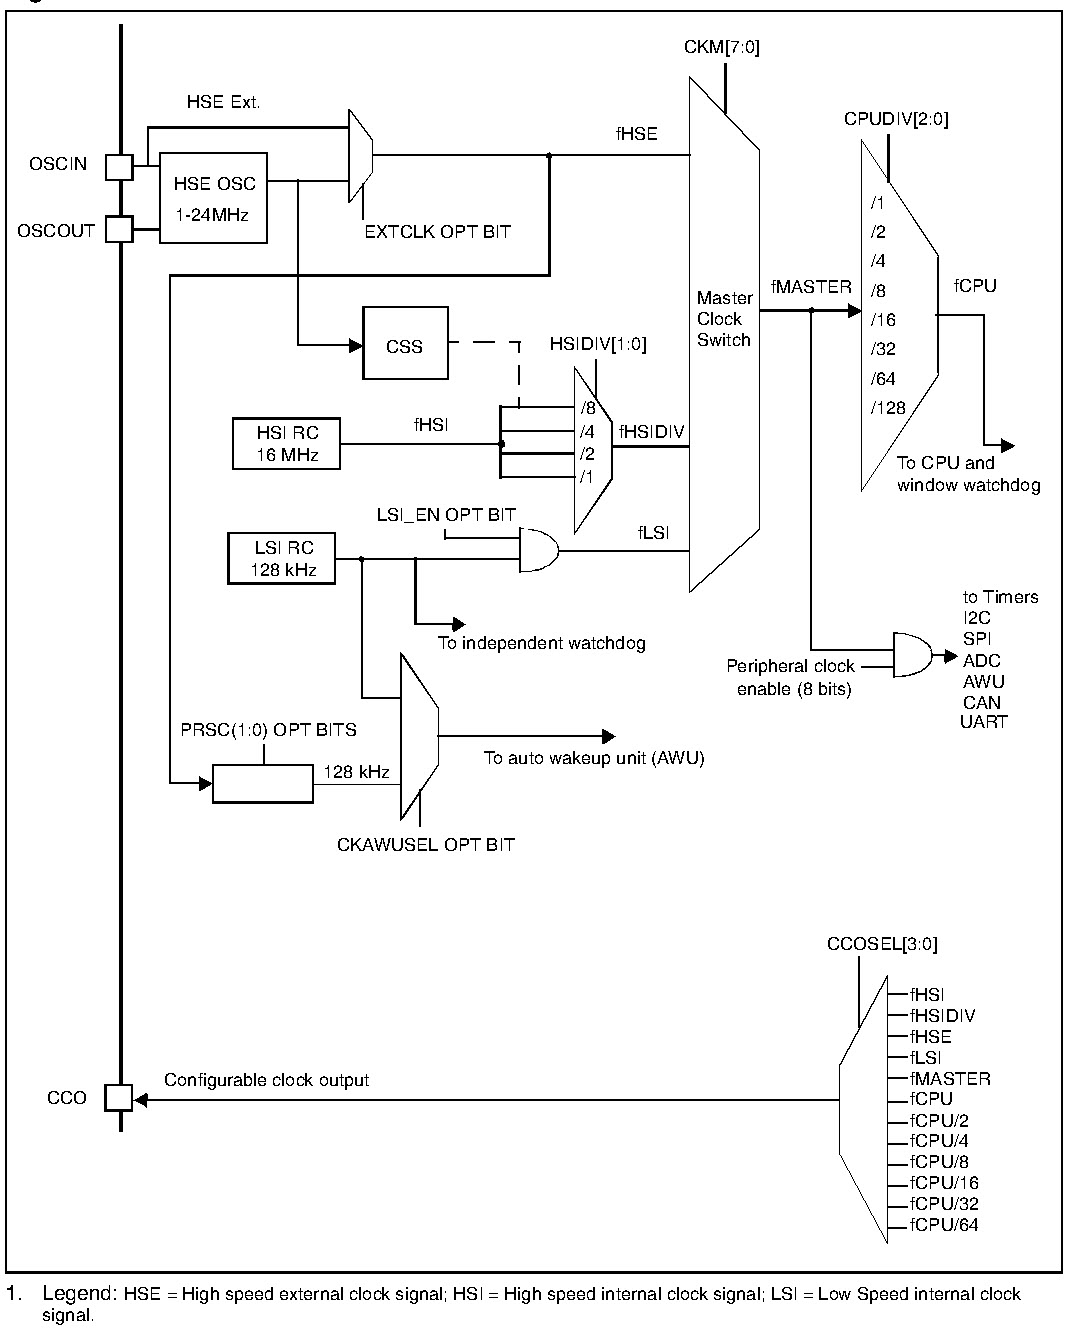 CKM[7:0]
HSE Ext.
CPUDIV[2:0]
fHSE
OSCIN
HSE OSC
1-24MHz
OSCOUT
EXTCLK OPT BIT
/1
/2
/4
/8
/16
/32
/64
/128
fMASTER
fCPU
Master
Clock
Switch
CSS
HSIDIV[1:0]
/8
/4
/2
/1
fHSI
fHSIDIV
HSI RC
16 MHz
To CPU and
window watchdog
LSI_EN OPT BIT
fLSI
LSI RC
128 kHz
To independent watchdog
to Timers
I2C
SPI
ADC
AWU
CAN
UART
Peripheral clock
enable (8 bits)
PRSC(1:0) OPT BITS
128 kHz
To auto wakeup unit (AWU)
CKAWUSEL OPT BIT
CCOSEL[3:0]
fHSI
fHSIDIV
fHSE
fLSI
fMASTER
fCPU
fCPU/2
fCPU/4
fCPU/8
fCPU/16
fCPU/32
fCPU/64
Configurable clock output
CCO
1. Legend: HSE = High speed external clock signal; HSI = High speed internal clock signal; LSI = Low Speed internal clock
signal.